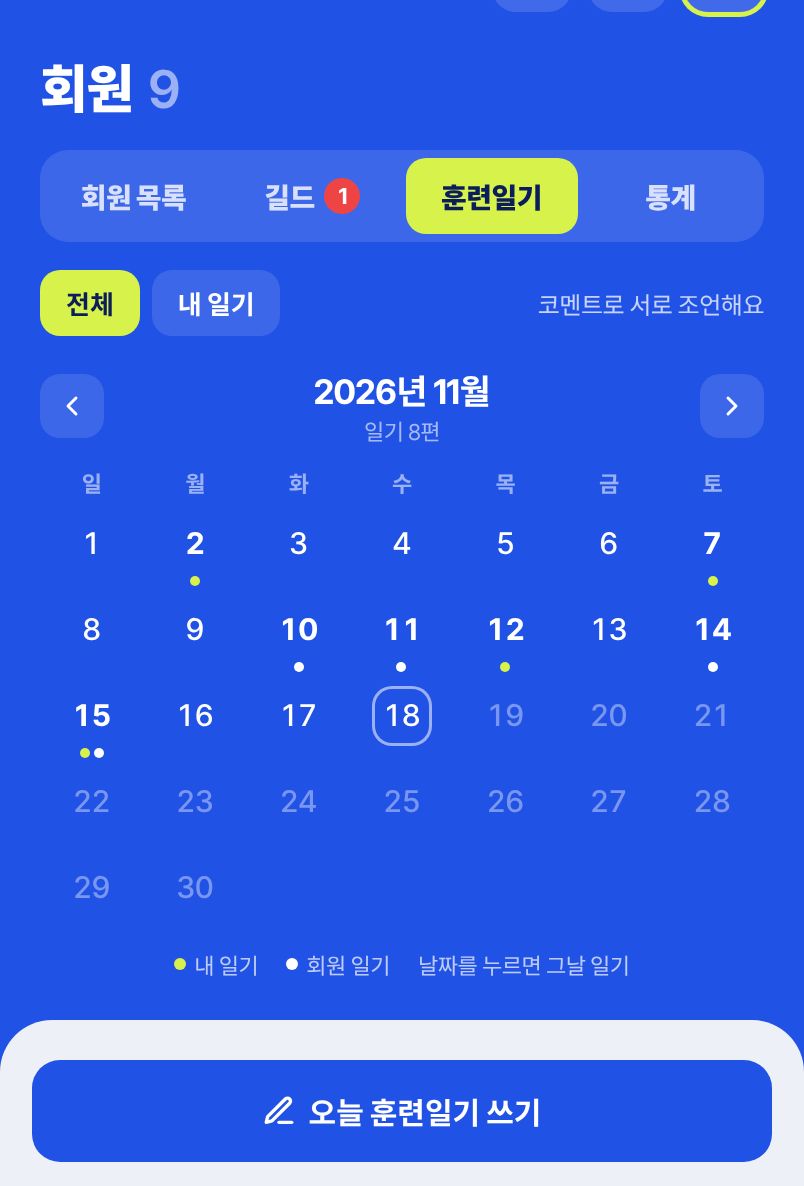 회원 9
회원 목록 길드 1 훈련일기 통계
전체 내 일기 코멘트로 서로 조언해요
2026년 11월
일기 8편
일 월 화 수 목 금 토
1 2 3 4 5 6 7
8 9 10 11 12 13 14
15 16 17 18 19 20 21
22 23 24 25 26 27 28
29 30
내 일기 회원 일기 날짜를 누르면 그날 일기
오늘 훈련일기 쓰기